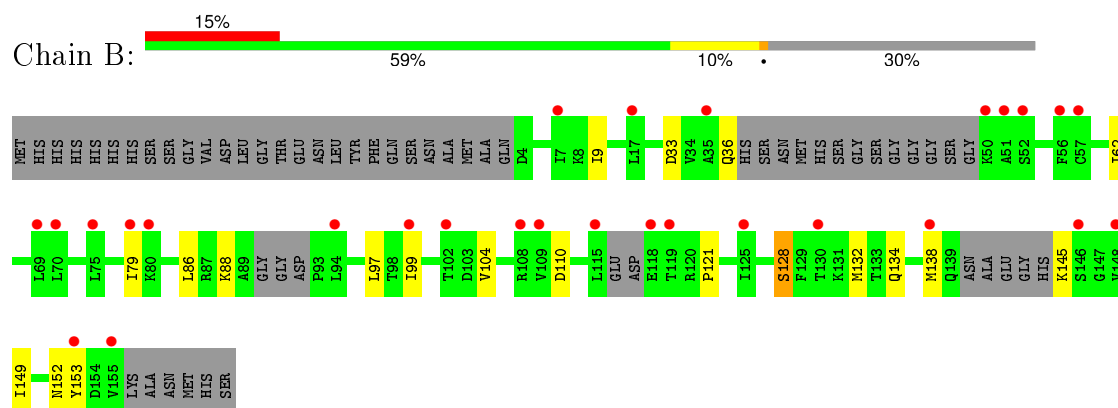 15%
Chain B:
59% 10% • 30%
MET HIS HIS HIS HIS HIS HIS SER SER GLY VAL ASP LEU GLY THR GLU ASN LEU TYR PHE GLN SER ASN ALA MET ALA GLN D4 I7 K8 I9 L17 D33 V34 A35 Q36 HIS SER ASN MET HIS SER GLY SER GLY GLY GLY SER GLY K50 A51 S52 F56 C57 I62
L69 L70 L75 I79 K80 L86 R87 K88 A89 GLY GLY ASP P93 L94 L97 T98 I99 T102 D103 V104 R108 V109 D110 L115 GLU ASP E118 T119 R120 P121 I125 S128 F129 T130 K131 M132 T133 Q134 M138 Q139 ASN ALA GLU GLY HIS K145 S146 G147
I149 N152 Y153 D154 V155 LYS ALA ASN MET HIS SER